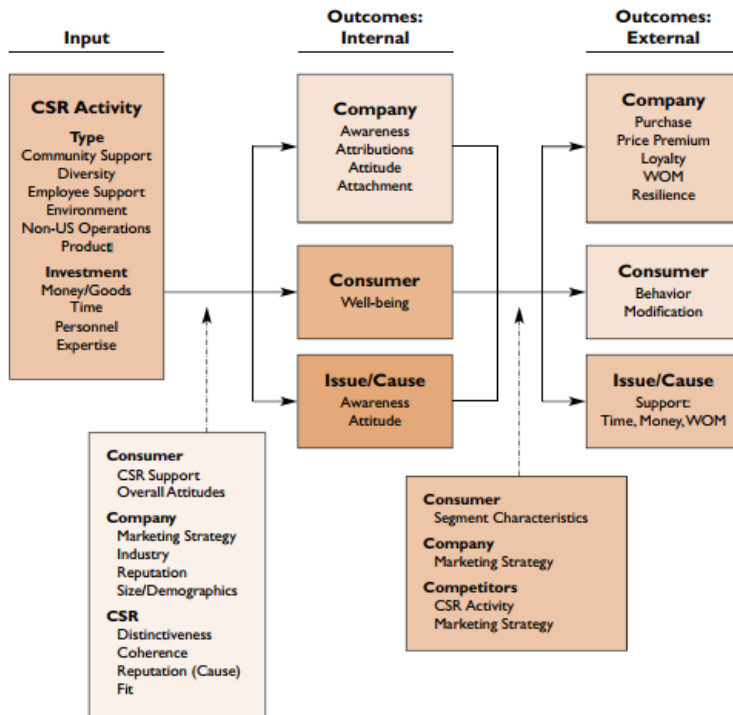 Input
Outcomes:
Internal
Outcomes:
External
CSR Activity
Type
Community Support
Diversity
Employee Support
Environment
Non-US Operations
Product
Investment
Money/Goods
Time
Personnel
Expertise
Company
Awareness
Attributions
Attitude
Attachment
Consumer
Well-being
Issue/Cause
Awareness
Attitude
Company
Purchase
Price Premium
Loyalty
WOM
Resilience
Consumer
Behavior
Modification
Issue/Cause
Support:
Time, Money, WOM
Consumer
CSR Support
Overall Attitudes
Company
Marketing Strategy
Industry
Reputation
Size/Demographics
CSR
Distinctiveness
Coherence
Reputation (Cause)
Fit
Consumer
Segment Characteristics
Company
Marketing Strategy
Competitors
CSR Activity
Marketing Strategy